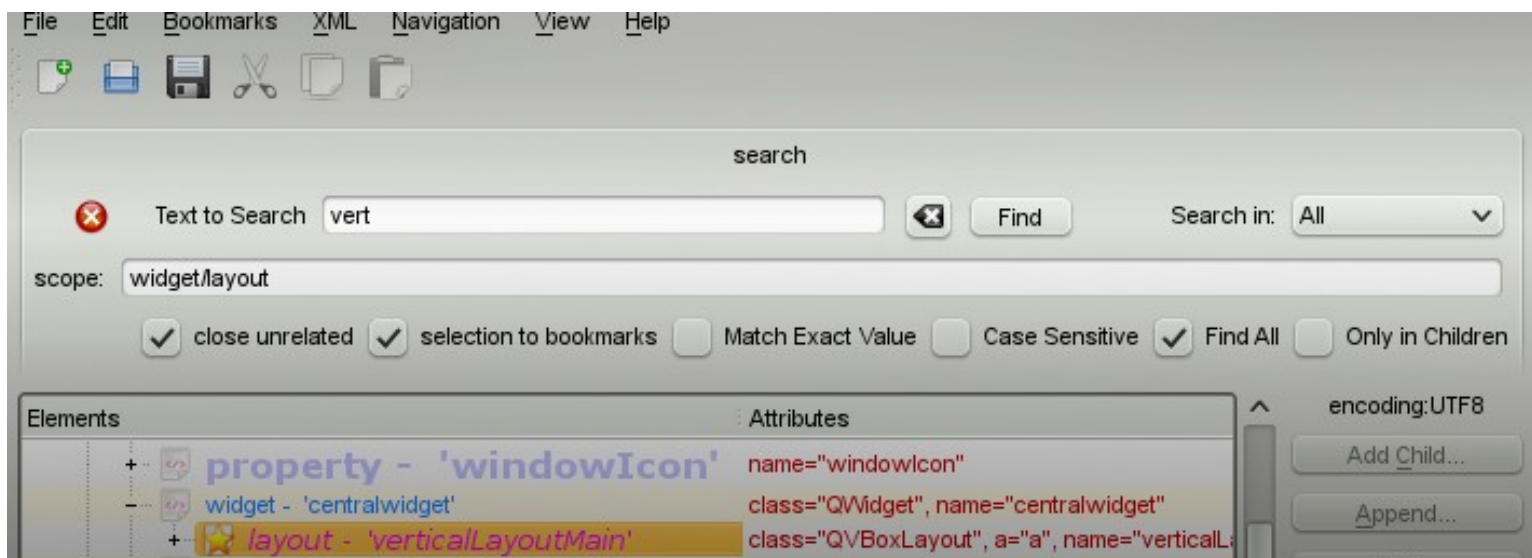 File Edit Bookmarks XML Navigation View Help
search
Text to Search vert Find Search in: All
scope: widget/layout
close unrelated selection to bookmarks Match Exact Value Case Sensitive Find All Only in Children
Elements Attributes encoding:UTF8
property - 'windowIcon' name="windowIcon" Add Child...
widget - 'centralwidget' class="QWidget", name="centralwidget"
Append...
layout - 'verticalLayoutMain' class="QVBoxLayout", a="a", name="verticalLa